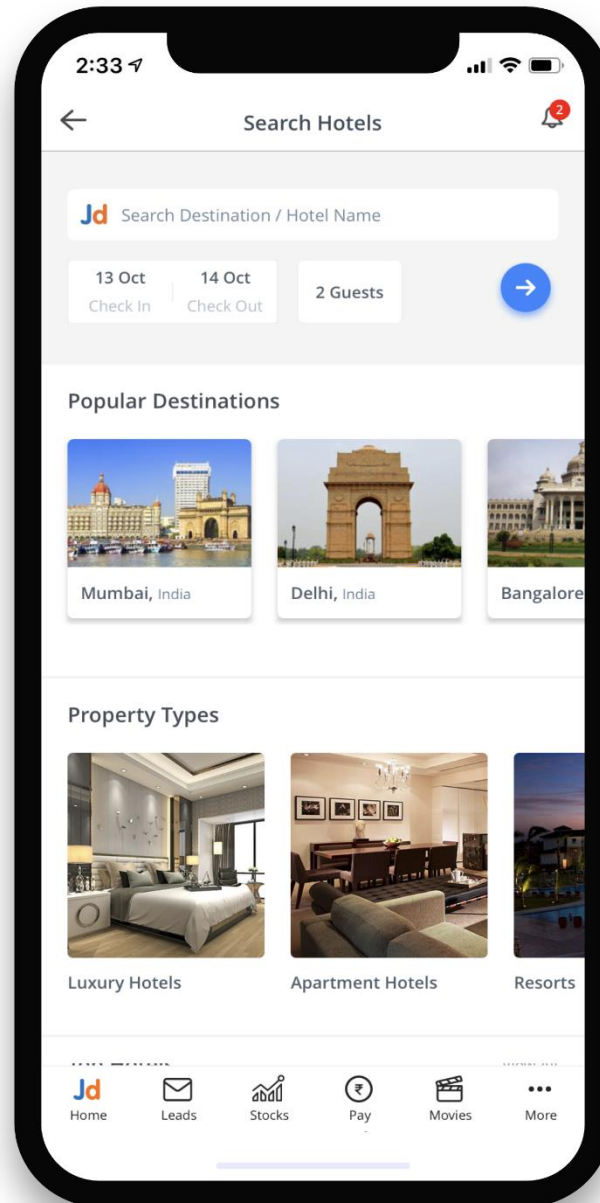 2:33
Search Hotels
2
Jd Search Destination / Hotel Name
13 Oct 14 Oct 2 Guests
Check In Check Out
Popular Destinations
Mumbai, India Delhi, India Bangalore
Property Types
Luxury Hotels Apartment Hotels Resorts
Jd
Home Leads Stocks Pay Movies More